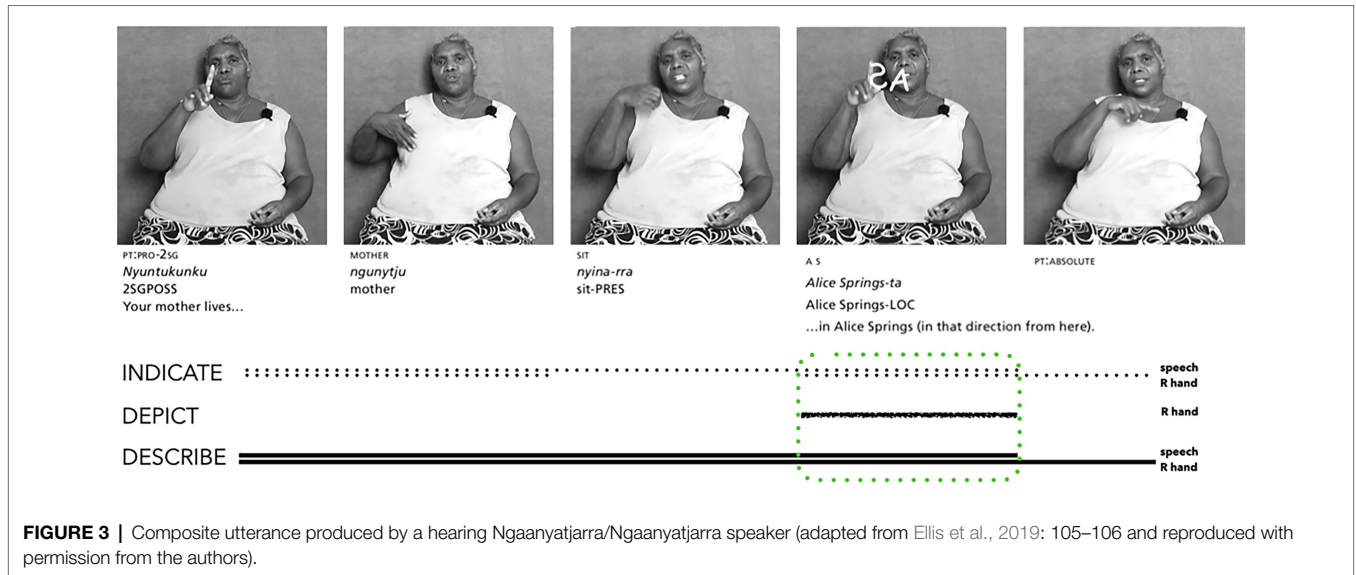 SA
PT:PRO-2SG
Nyuntukunku
2SGPOSS
Your mother lives...
MOTHER
ngunytju
mother
SIT
nyina-rra
sit-PRES
A S
Alice Springs-ta
Alice Springs-LOC
...in Alice Springs (in that direction from here).
PT:ABSOLUTE
INDICATE
speech
R hand
DEPICT
R hand
DESCRIBE
speech
R hand
FIGURE 3 | Composite utterance produced by a hearing Ngaanyatjarra/Ngaanyatjarra speaker (adapted from Ellis et al., 2019: 105–106 and reproduced with
permission from the authors).